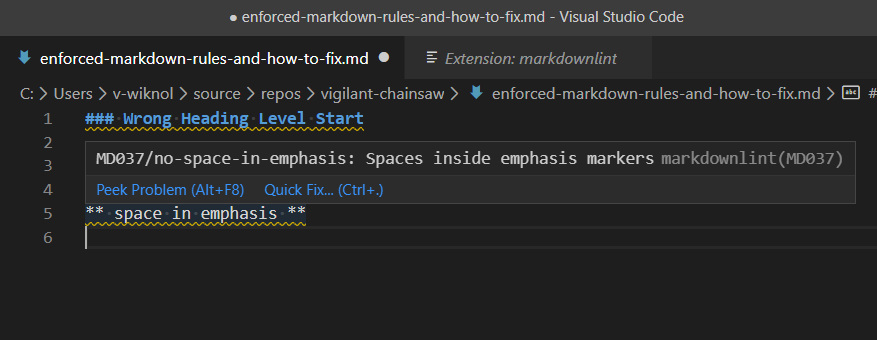 ● enforced-markdown-rules-and-how-to-fix.md - Visual Studio Code
enforced-markdown-rules-and-how-to-fix.md ● Extension: markdownlint
C: > Users > v-wiknol > source > repos > vigilant-chainsaw > enforced-markdown-rules-and-how-to-fix.md > abc #
1 ### Wrong Heading Level Start
2
MD037/no-space-in-emphasis: Spaces inside emphasis markers markdownlint(MD037)
3
4 Peek Problem (Alt+F8) Quick Fix... (Ctrl+.)
5 ** space in emphasis **
6